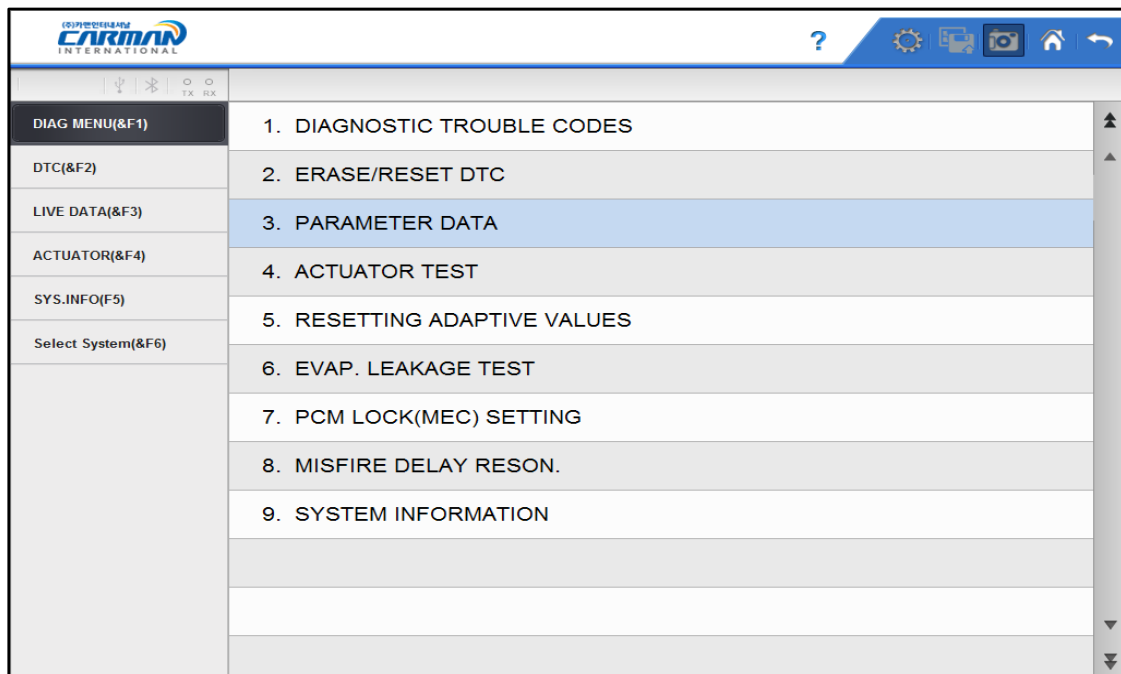 (주)카맨인터내셔날
CARMAN
INTERNATIONAL
?
TX RX
DIAG MENU(&F1)
DTC(&F2)
LIVE DATA(&F3)
ACTUATOR(&F4)
SYS.INFO(F5)
Select System(&F6)
1. DIAGNOSTIC TROUBLE CODES
2. ERASE/RESET DTC
3. PARAMETER DATA
4. ACTUATOR TEST
5. RESETTING ADAPTIVE VALUES
6. EVAP. LEAKAGE TEST
7. PCM LOCK(MEC) SETTING
8. MISFIRE DELAY RESON.
9. SYSTEM INFORMATION